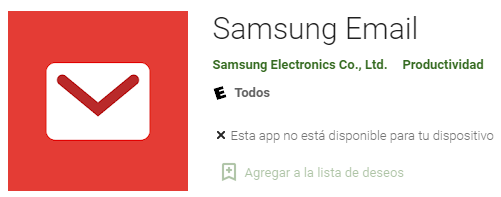 Samsung Email
Samsung Electronics Co., Ltd. Productividad
E Todos
Esta app no está disponible para tu dispositivo
Agregar a la lista de deseos